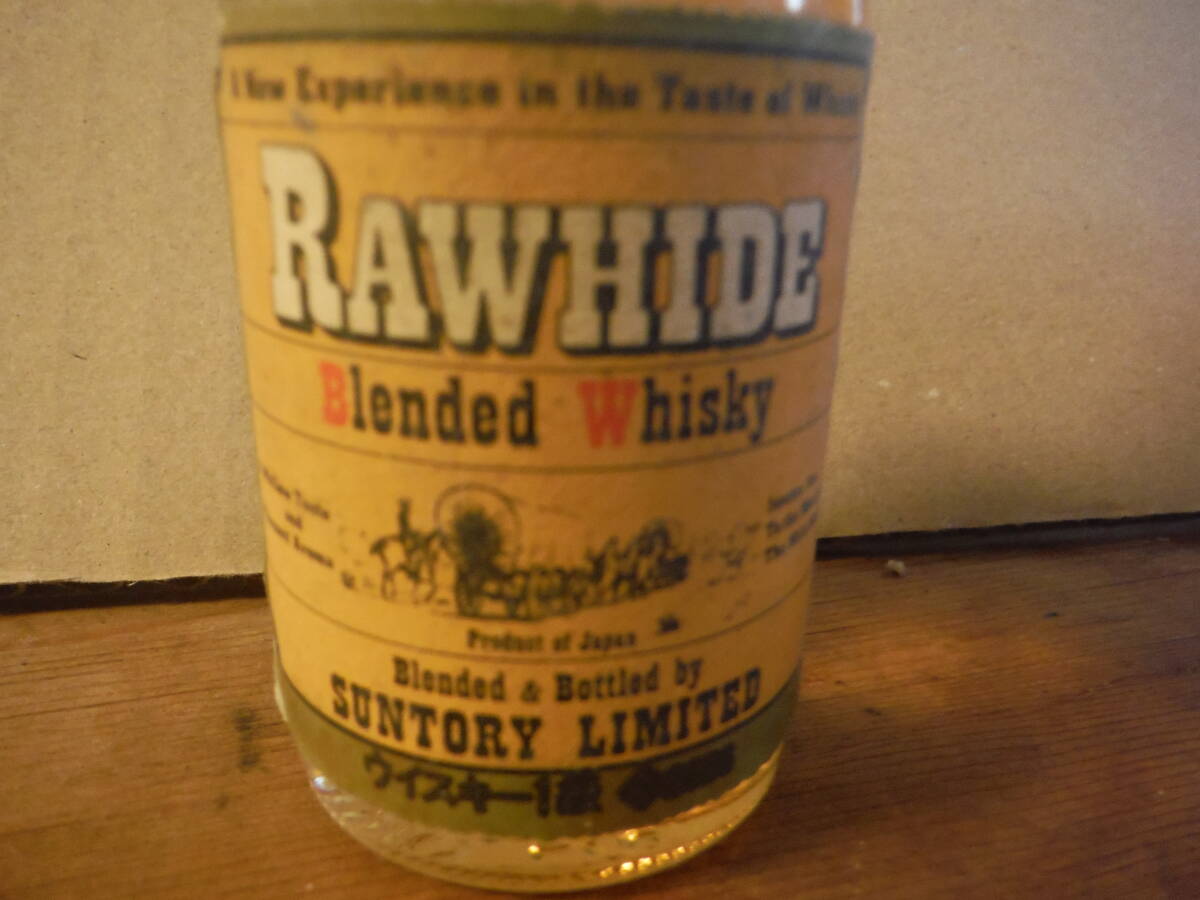 A New Experience in the Taste of
RAWHIDE
Blended Whisky
and
Product of Japan
Blended & Bottled by
SUNTORY LIMITED
ウイスキー1級